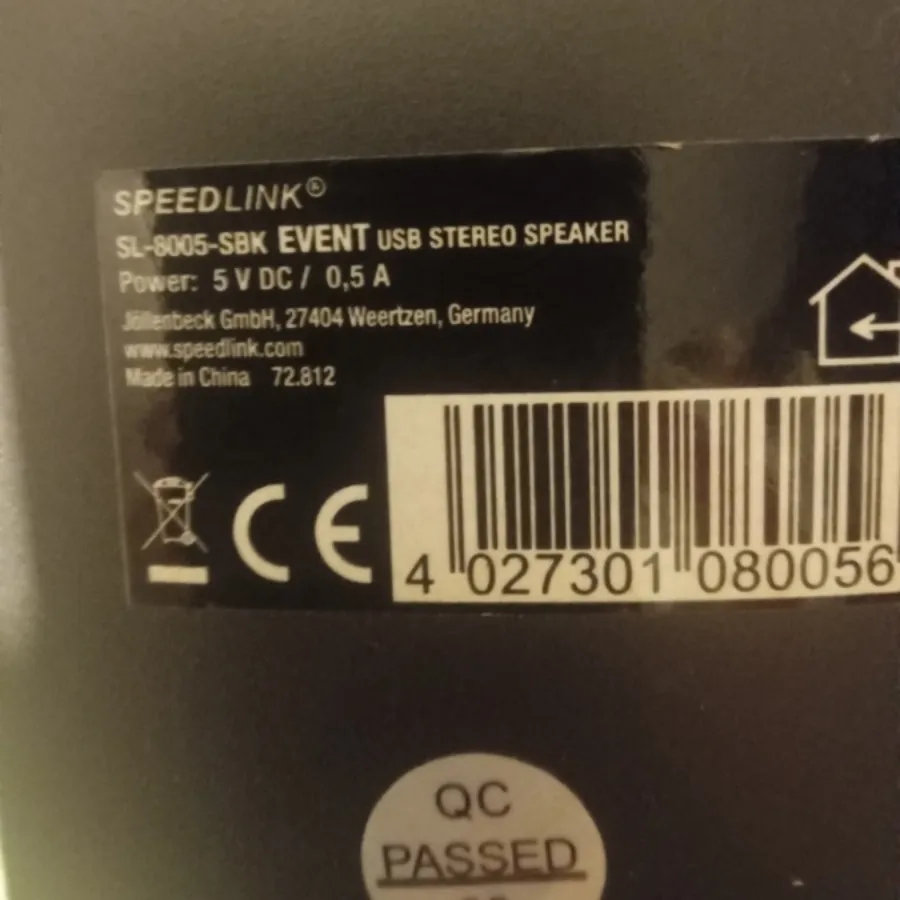 SPEEDLINK®
SL-8005-SBK EVENT USB STEREO SPEAKER
Power: 5 V DC / 0,5 A
Jöllenbeck GmbH, 27404 Weertzen, Germany
www.speedlink.com
Made in China 72.812
CE
4 027301 080056
QC
PASSED